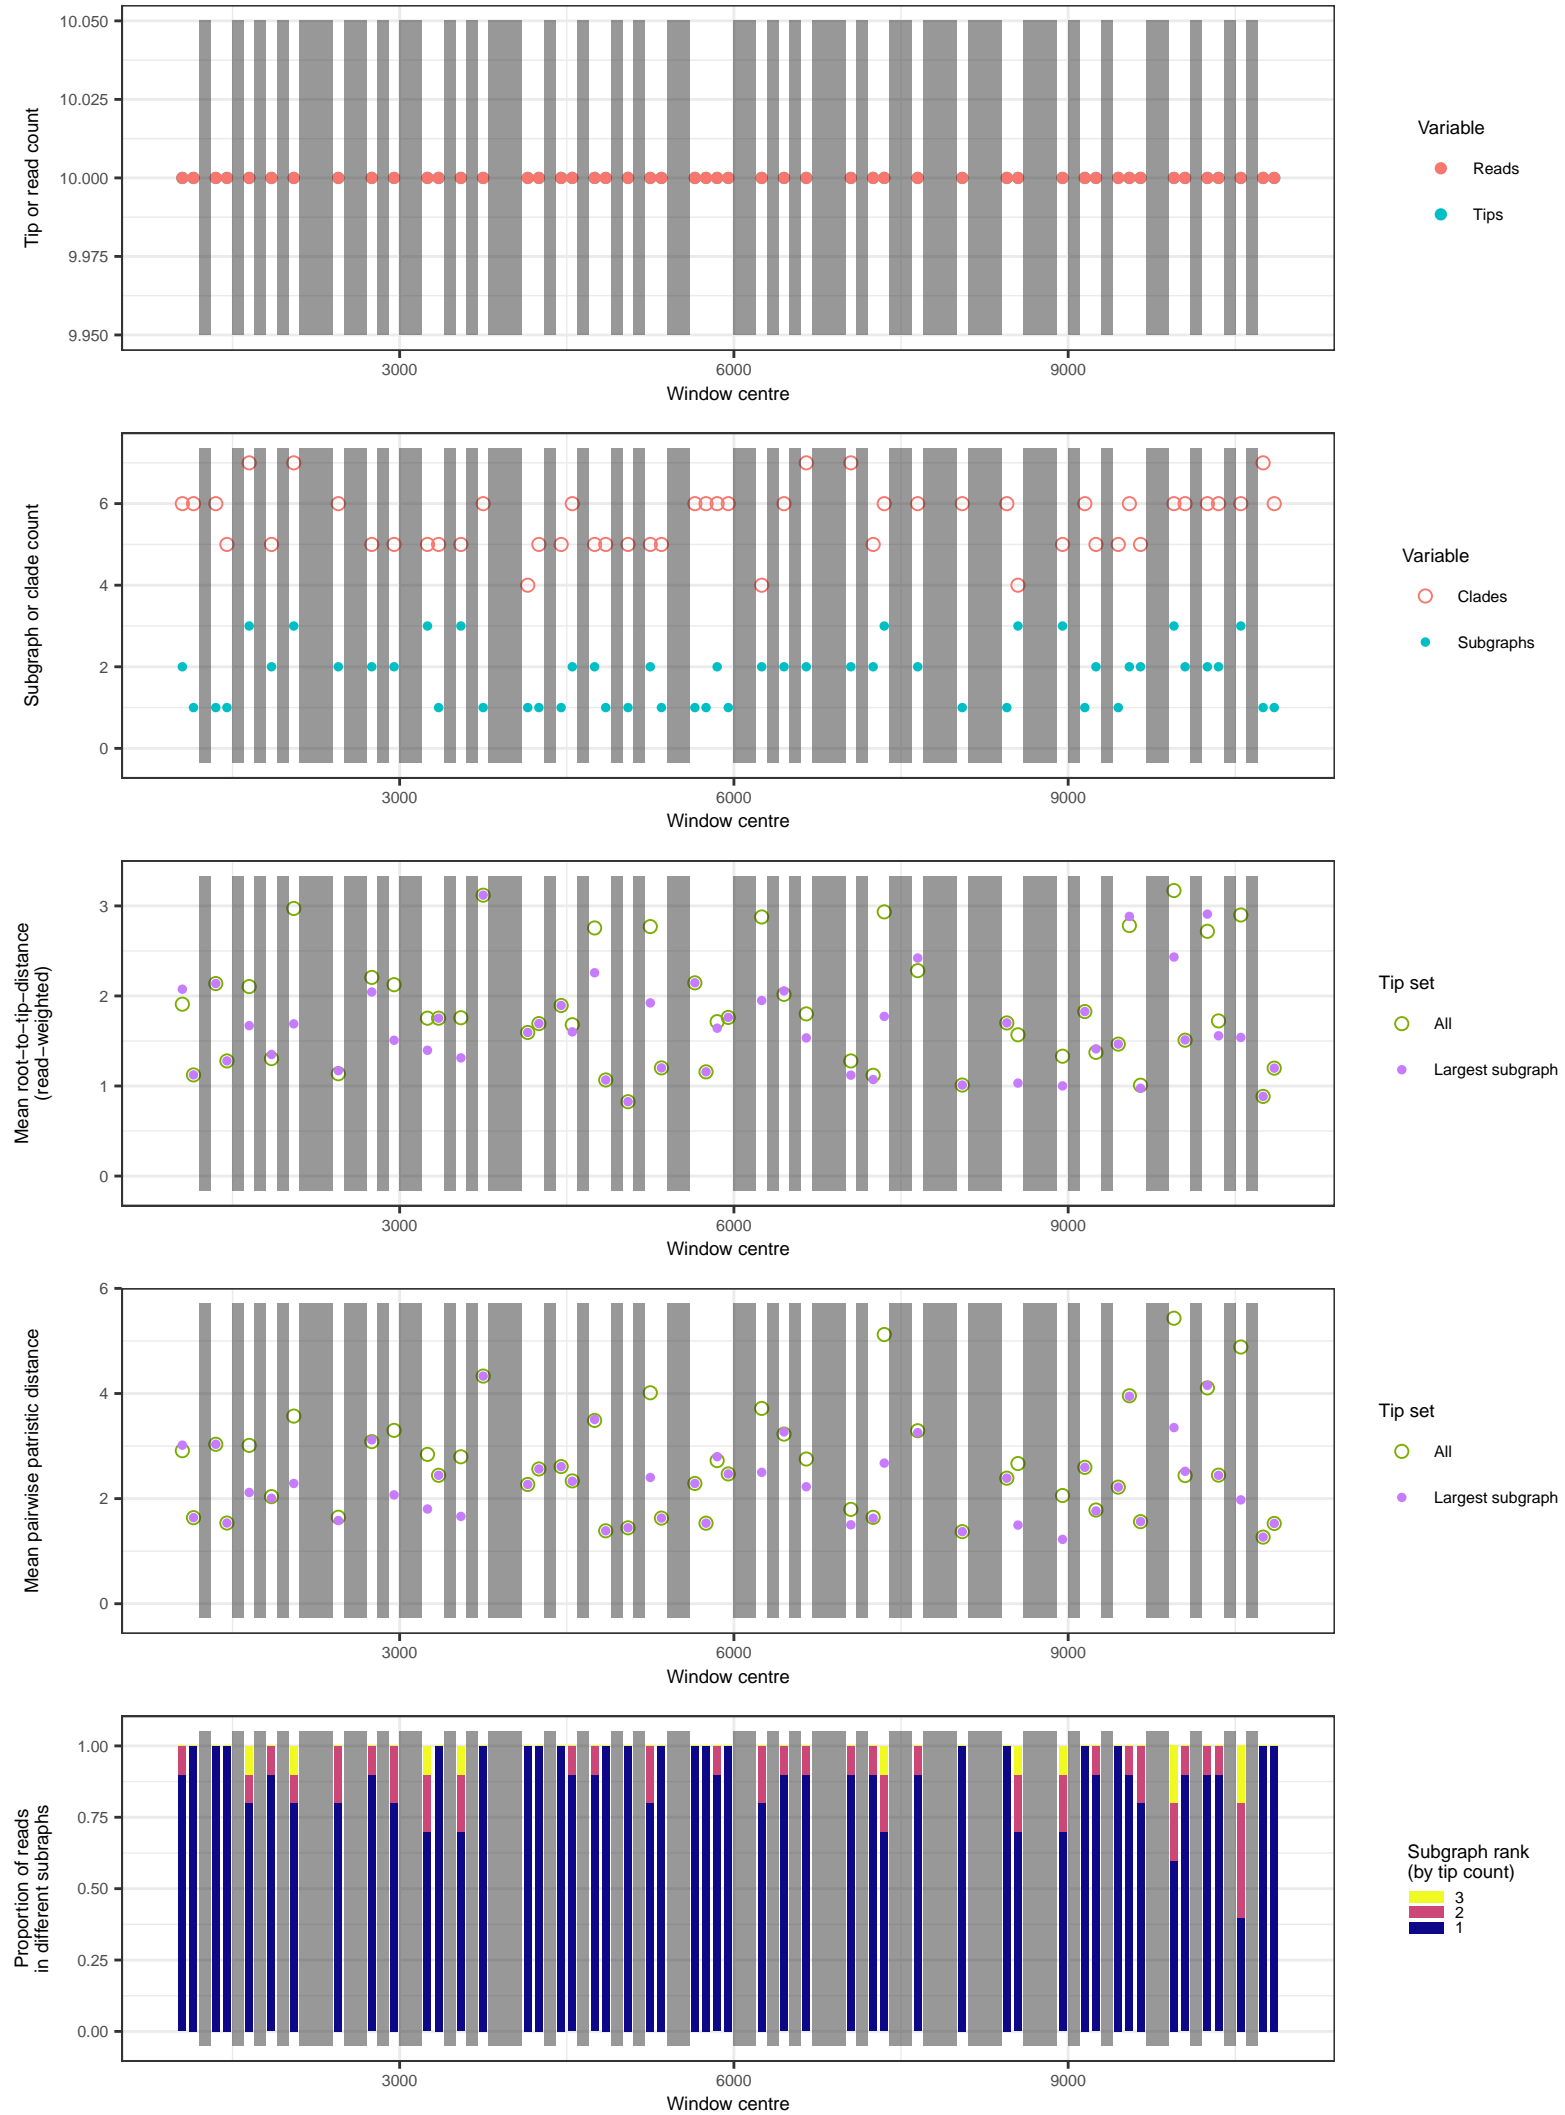 10.050
10.025
10.000
9.975
9.950
Tip or read count
3000 6000 9000
Window centre
Variable
Reads
Tips
6
4
2
0
Subgraph or clade count
3000 6000 9000
Window centre
Variable
Clades
Subgraphs
3
2
1
0
Mean root−to−tip−distance
(read−weighted)
3000 6000 9000
Window centre
Tip set
All
Largest subgraph
6
4
2
0
Mean pairwise patristic distance
3000 6000 9000
Window centre
Tip set
All
Largest subgraph
1.00
0.75
0.50
0.25
0.00
Proportion of reads
in different subraphs
3000 6000 9000
Window centre
Subgraph rank
(by tip count)
3
2
1